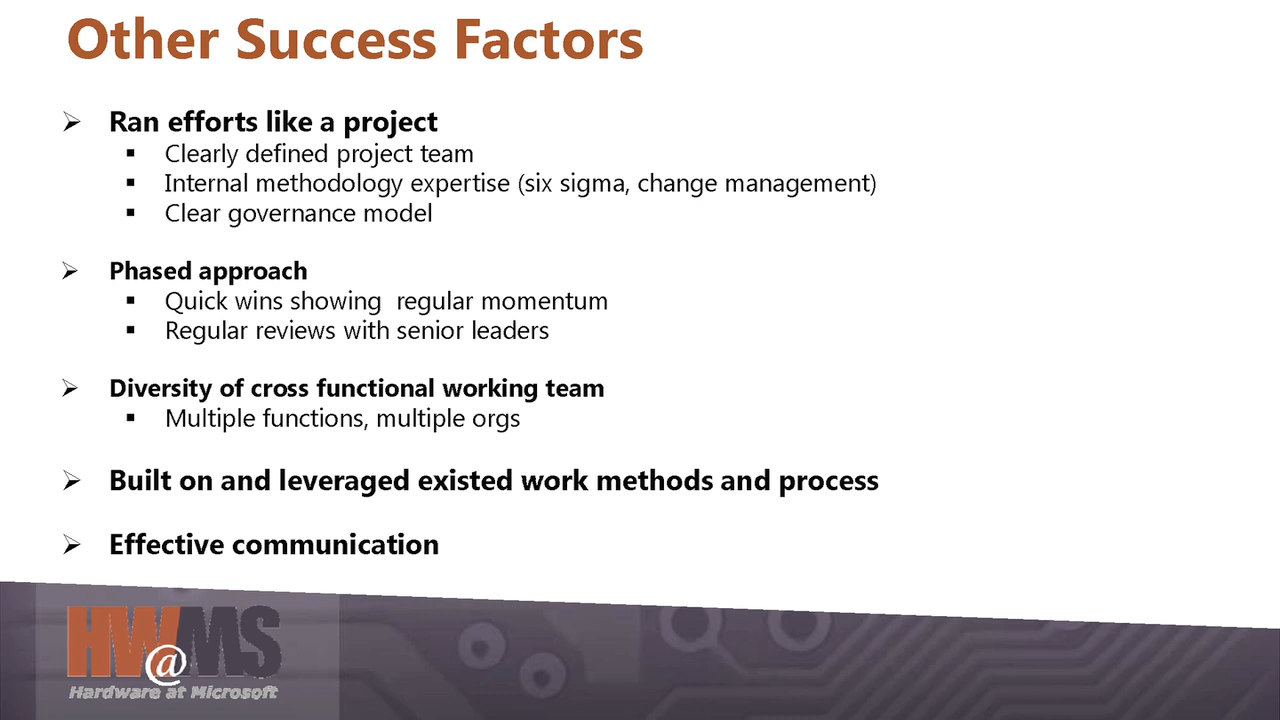 Other Success Factors
Ran efforts like a project
Clearly defined project team
Internal methodology expertise (six sigma, change management)
Clear governance model
Phased approach
Quick wins showing  regular momentum
Regular reviews with senior leaders
Diversity of cross functional working team
Multiple functions, multiple orgs
Built on and leveraged existed work methods and process
Effective communication
HW@MS
Hardware at Microsoft